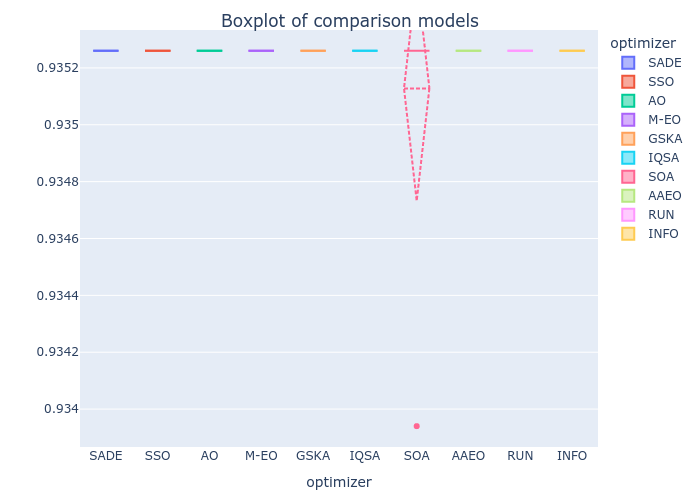 Boxplot of comparison models
0.9352
0.935
0.9348
0.9346
0.9344
0.9342
0.934
SADE SSO AO M-EO GSKA IQSA SOA AAEO RUN INFO
optimizer
optimizer
SADE
SSO
AO
M-EO
GSKA
IQSA
SOA
AAEO
RUN
INFO